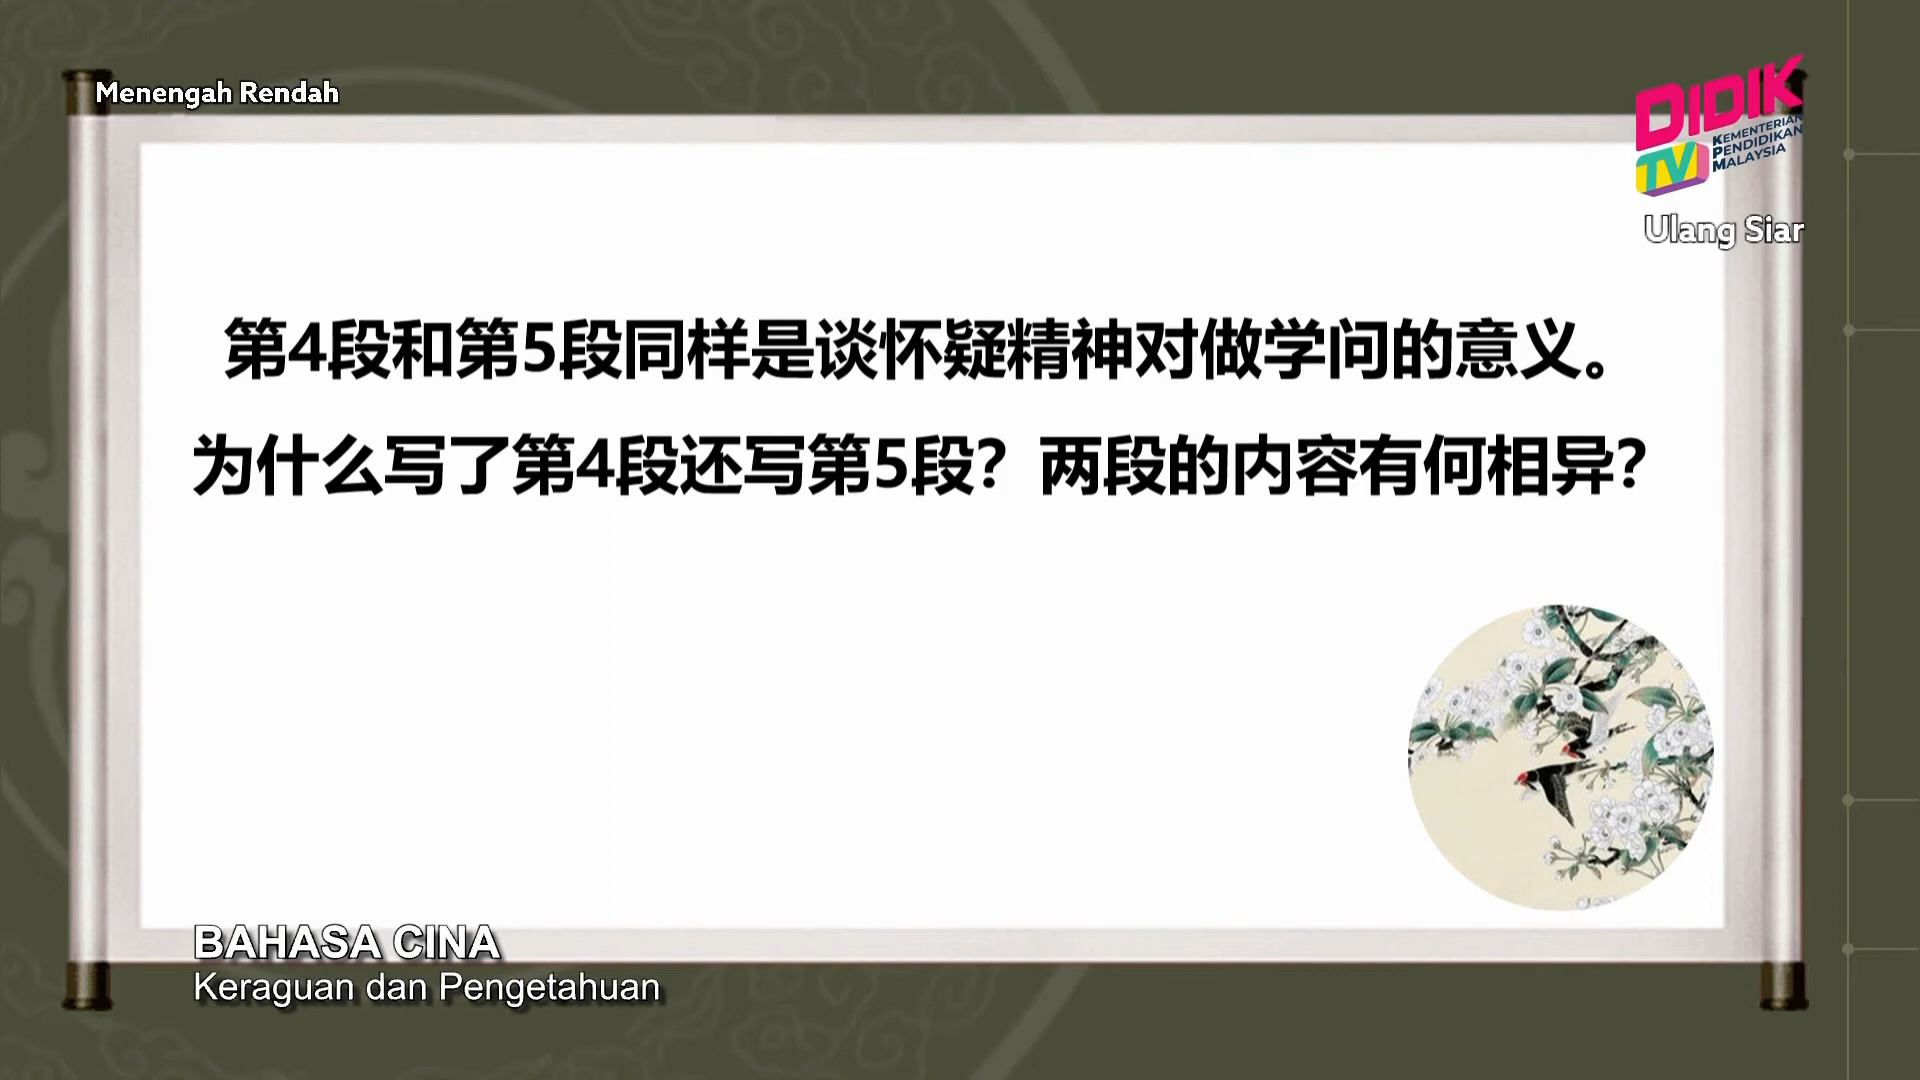 Menengah Rendah
DIDIK
TV
KEMENTERIAN
PENDIDIKAN
MALAYSIA
Ulang Siar
第4段和第5段同样是谈怀疑精神对做学问的意义。
为什么写了第4段还写第5段？两段的内容有何相异？
BAHASA CINA
Keraguan dan Pengetahuan